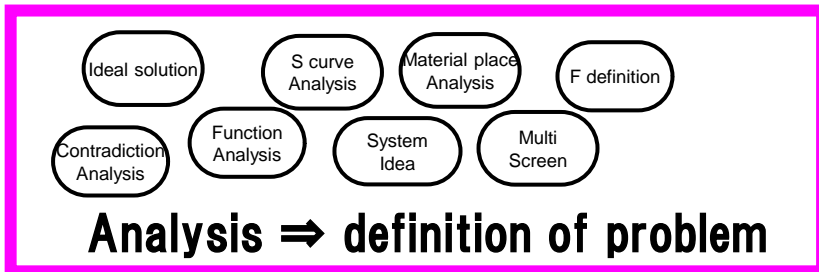 Ideal solution
S curve
Analysis
Material place
Analysis
F definition
Contradiction
Analysis
Function
Analysis
System
Idea
Multi
Screen
Analysis ⇒ definition of problem